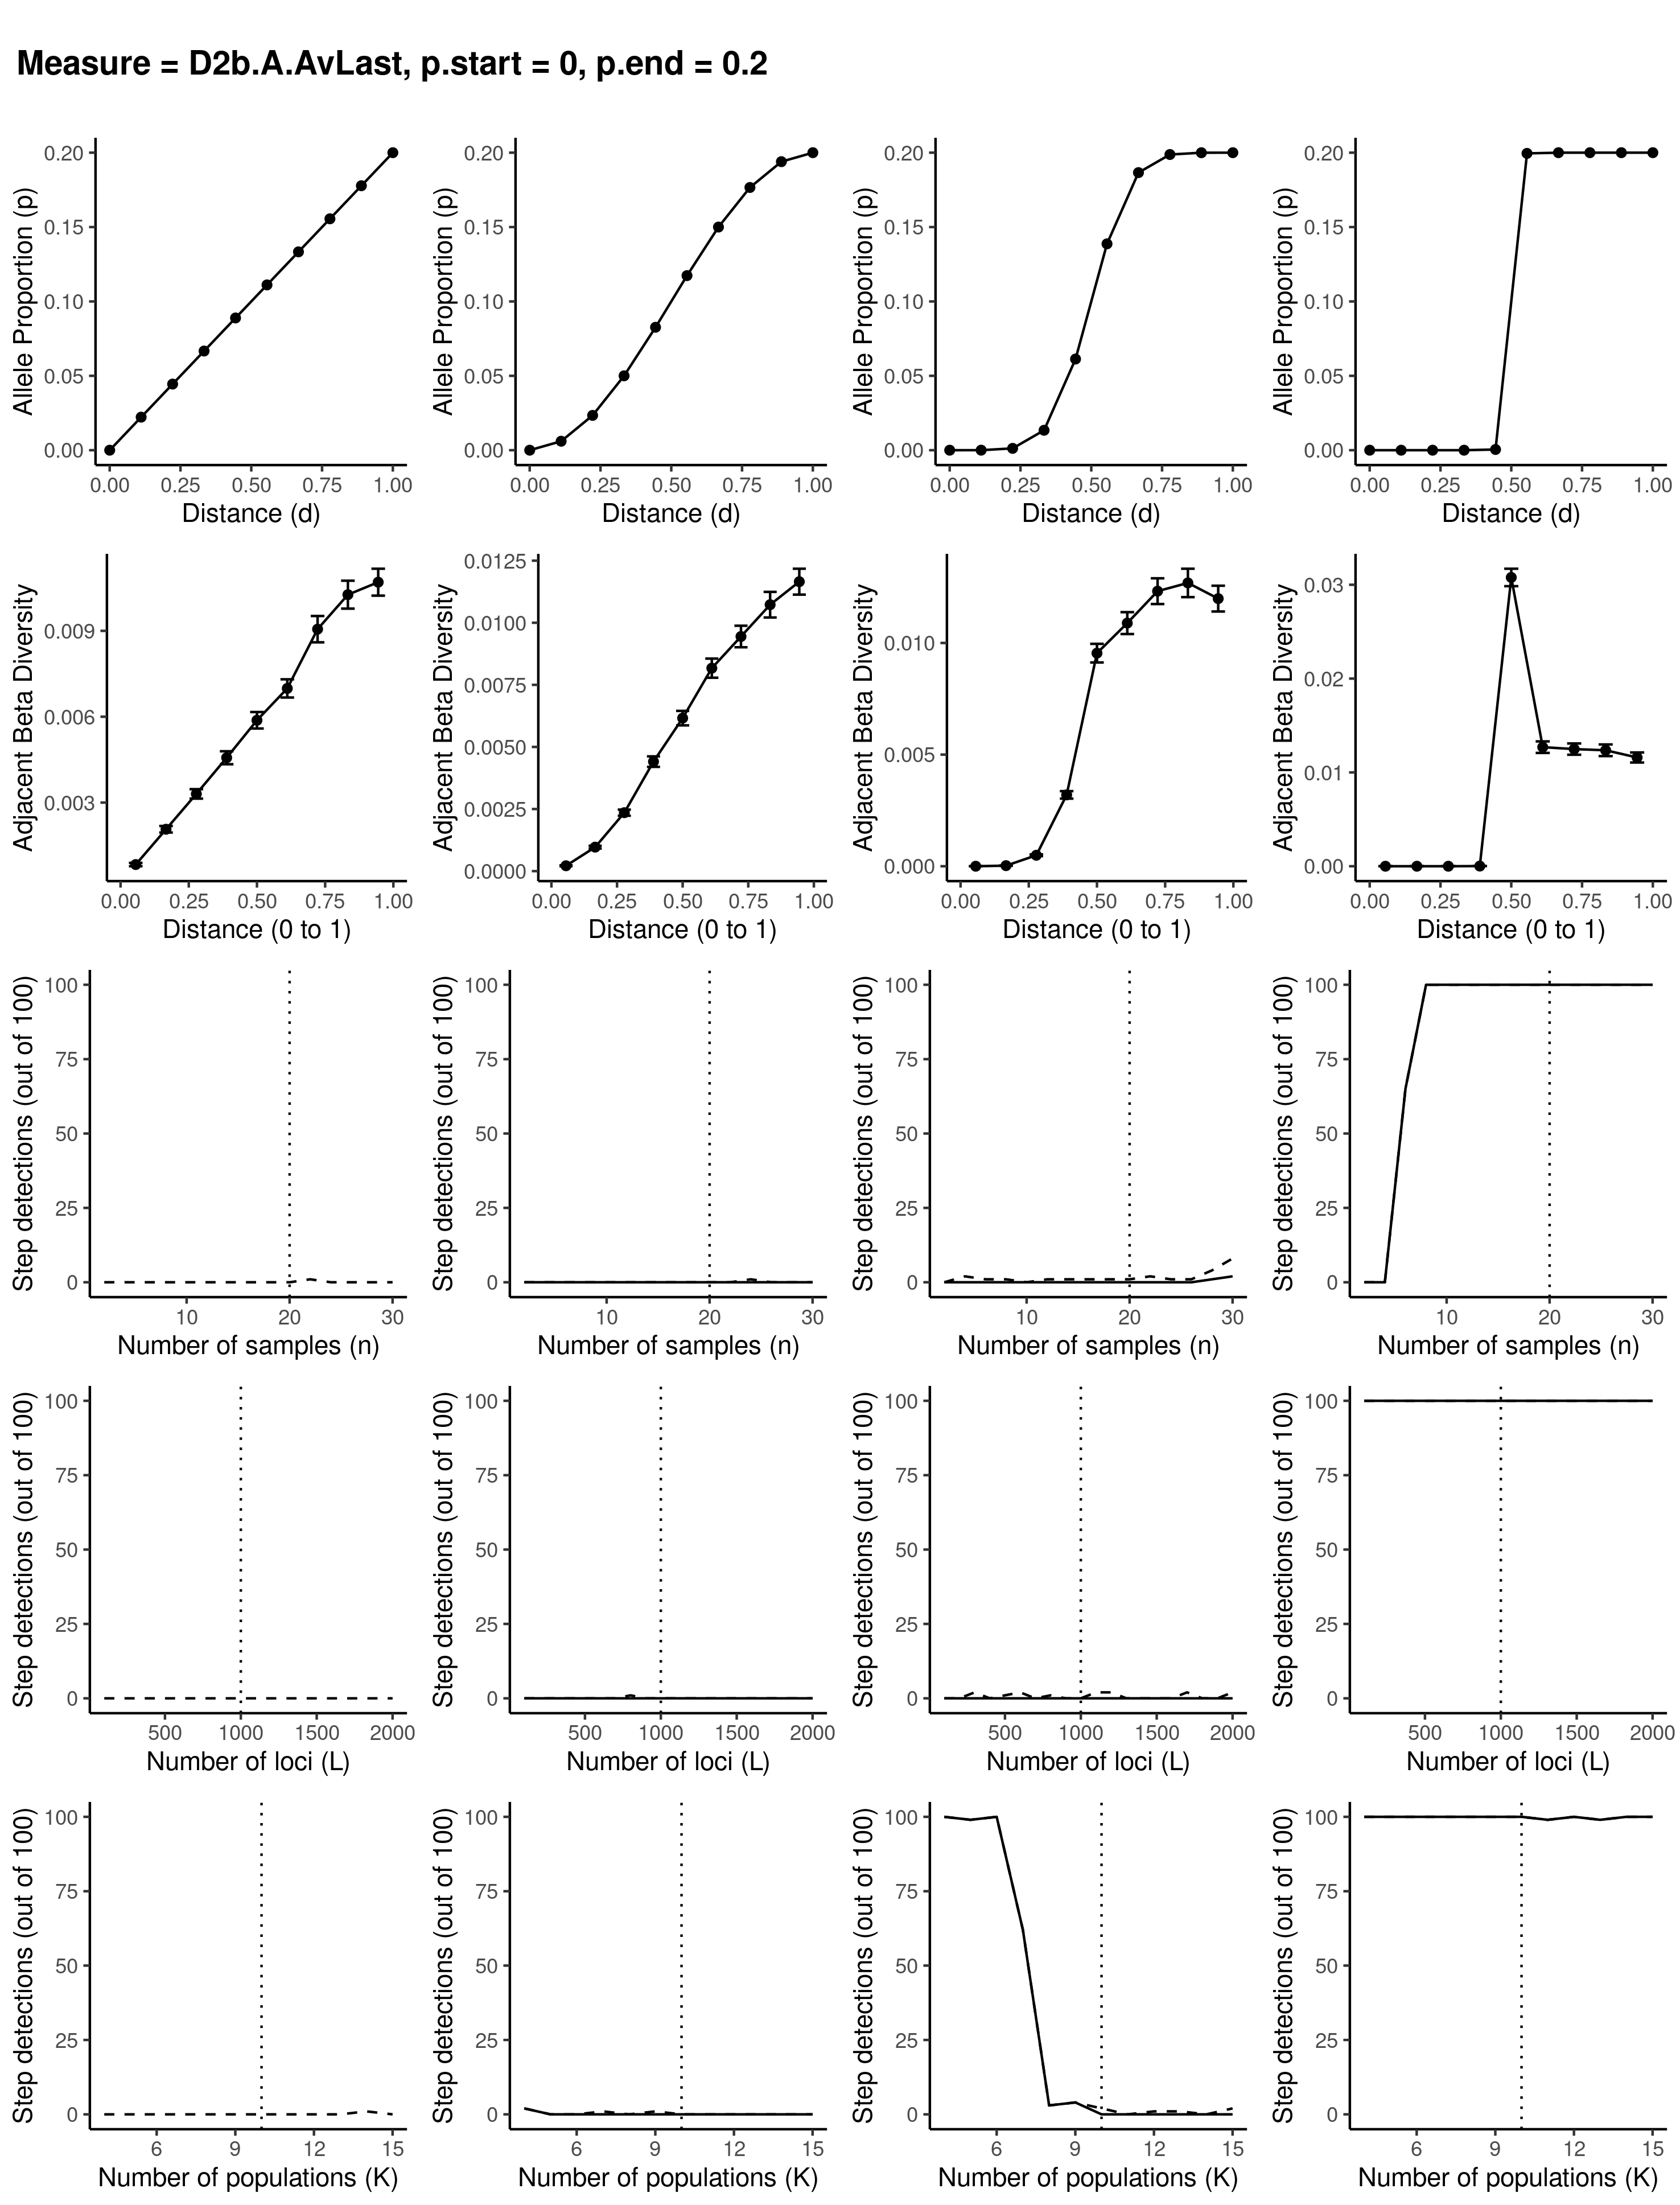 Measure = D2b.A.AvLast, p.start = 0, p.end = 0.2
Allele Proportion (p)
0.20
0.15
0.10
0.05
0.00
0.00 0.25 0.50 0.75 1.00
Distance (d)
Allele Proportion (p)
0.20
0.15
0.10
0.05
0.00
0.00 0.25 0.50 0.75 1.00
Distance (d)
Allele Proportion (p)
0.20
0.15
0.10
0.05
0.00
0.00 0.25 0.50 0.75 1.00
Distance (d)
Allele Proportion (p)
0.20
0.15
0.10
0.05
0.00
0.00 0.25 0.50 0.75 1.00
Distance (d)
Adjacent Beta Diversity
0.009
0.006
0.003
0.00 0.25 0.50 0.75 1.00
Distance (0 to 1)
Adjacent Beta Diversity
0.0125
0.0100
0.0075
0.0050
0.0025
0.0000
0.00 0.25 0.50 0.75 1.00
Distance (0 to 1)
Adjacent Beta Diversity
0.010
0.005
0.000
0.00 0.25 0.50 0.75 1.00
Distance (0 to 1)
Adjacent Beta Diversity
0.03
0.02
0.01
0.00
0.00 0.25 0.50 0.75 1.00
Distance (0 to 1)
Step detections (out of 100)
100
75
50
25
0
10 20 30
Number of samples (n)
Step detections (out of 100)
100
75
50
25
0
10 20 30
Number of samples (n)
Step detections (out of 100)
100
75
50
25
0
10 20 30
Number of samples (n)
Step detections (out of 100)
100
75
50
25
0
10 20 30
Number of samples (n)
Step detections (out of 100)
100
75
50
25
0
500 1000 1500 2000
Number of loci (L)
Step detections (out of 100)
100
75
50
25
0
500 1000 1500 2000
Number of loci (L)
Step detections (out of 100)
100
75
50
25
0
500 1000 1500 2000
Number of loci (L)
Step detections (out of 100)
100
75
50
25
0
500 1000 1500 2000
Number of loci (L)
Step detections (out of 100)
100
75
50
25
0
6 9 12 15
Number of populations (K)
Step detections (out of 100)
100
75
50
25
0
6 9 12 15
Number of populations (K)
Step detections (out of 100)
100
75
50
25
0
6 9 12 15
Number of populations (K)
Step detections (out of 100)
100
75
50
25
0
6 9 12 15
Number of populations (K)